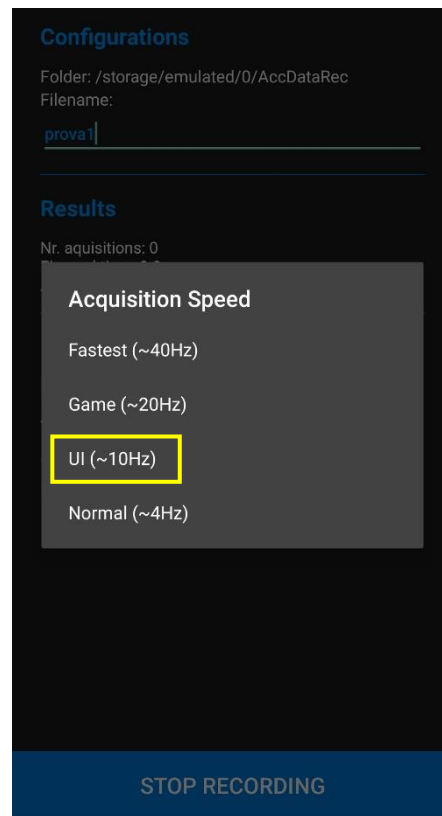 Configurations
Folder: /storage/emulated/0/AccDataRec
Filename:
prova1
Results
Nr. aquisitions: 0
Acquisition Speed
Fastest (~40Hz)
Game (~20Hz)
UI (~10Hz)
Normal (~4Hz)
STOP RECORDING